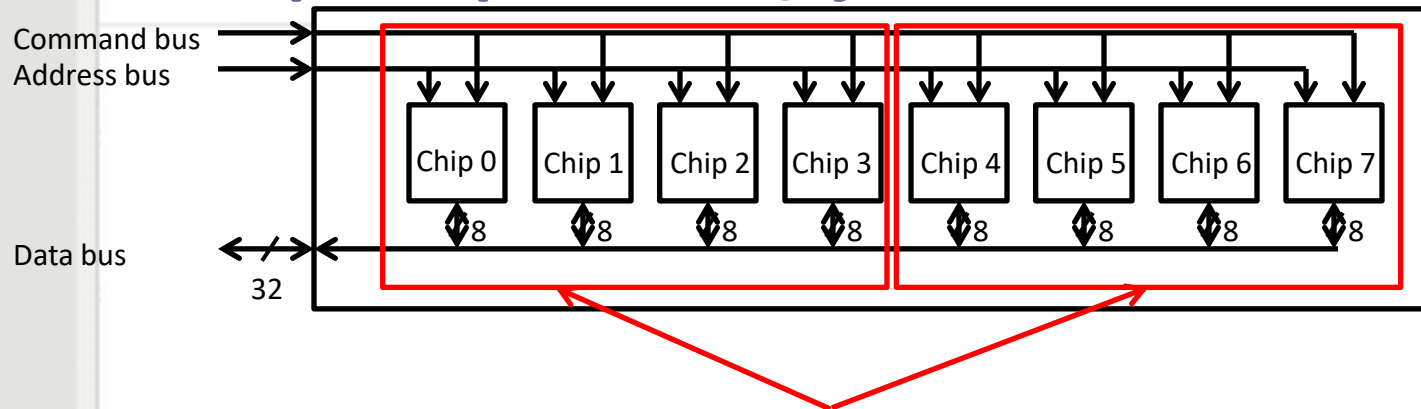 Command bus
Address bus
Chip 0 Chip 1 Chip 2 Chip 3 Chip 4 Chip 5 Chip 6 Chip 7
8 8 8 8 8 8 8 8
Data bus
32